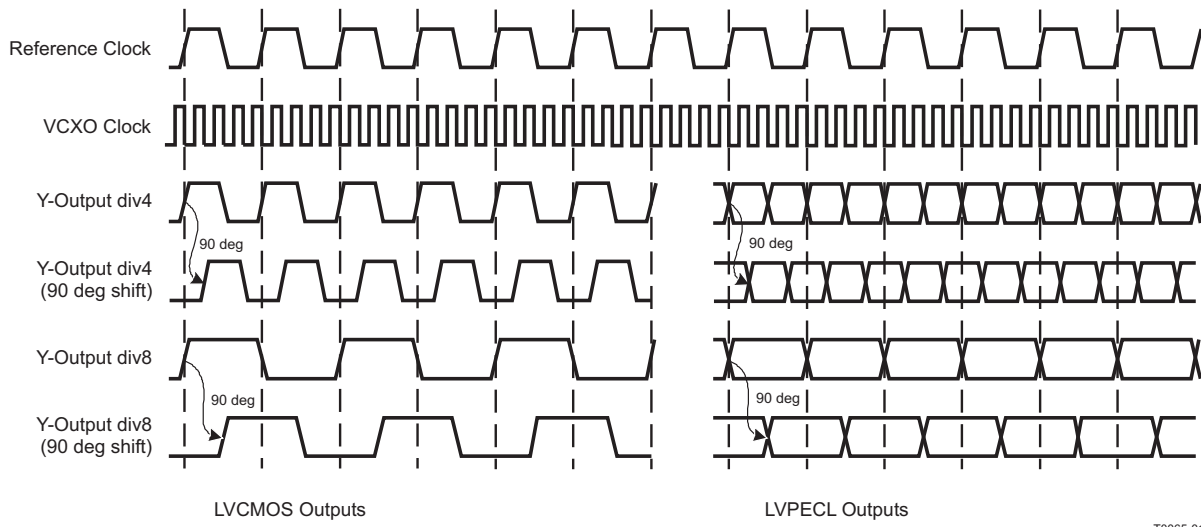 Reference Clock
VCXO Clock
Y-Output div4
90 deg
90 deg
Y-Output div4
(90 deg shift)
Y-Output div8
90 deg
90 deg
Y-Output div8
(90 deg shift)
LVCMOS Outputs
LVPECL Outputs